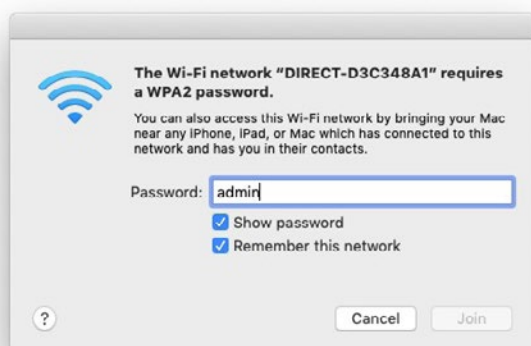 The Wi-Fi network “DIRECT-D3C348A1” requires
a WPA2 password.
You can also access this Wi-Fi network by bringing your Mac
near any iPhone, iPad, or Mac which has connected to this
network and has you in their contacts.
Password: admin
Show password
Remember this network
? Cancel Join